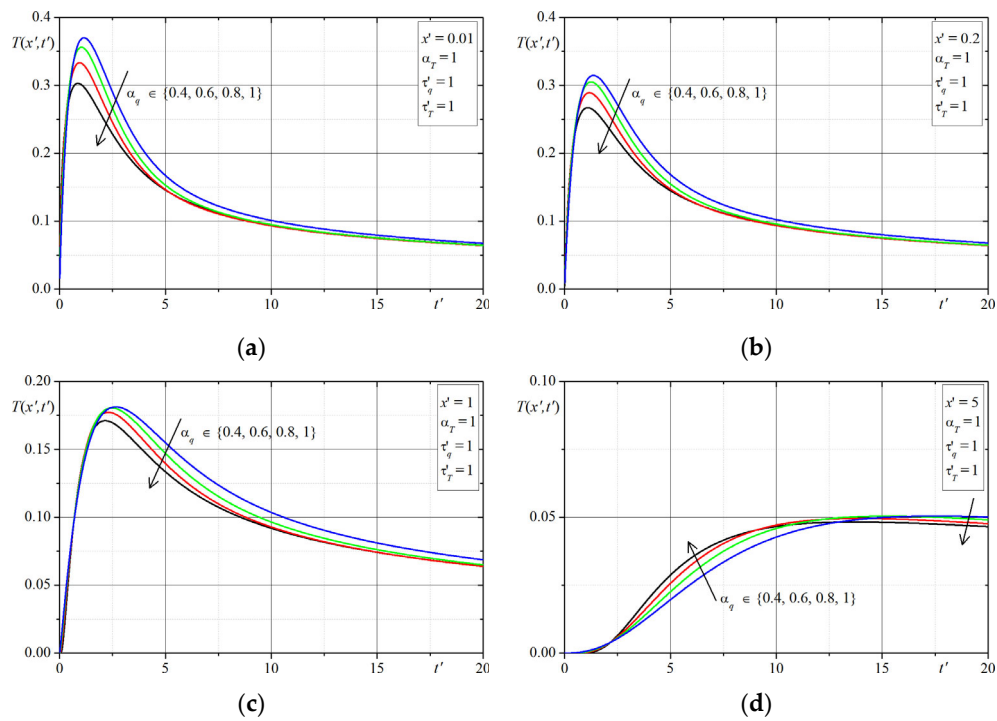 0.4
T(x′,t′)
0.3
0.2
0.1
0.0
x′ = 0.01
α_T = 1
τ′_q = 1
τ′_T = 1
α_q ∈ {0.4, 0.6, 0.8, 1}
0 5 10 15 t′ 20
(a)
0.4
T(x′,t′)
0.3
0.2
0.1
0.0
x′ = 0.2
α_T = 1
τ′_q = 1
τ′_T = 1
α_q ∈ {0.4, 0.6, 0.8, 1}
0 5 10 15 t′ 20
(b)
0.20
T(x′,t′)
0.15
0.10
0.05
0.00
x′ = 1
α_T = 1
τ′_q = 1
τ′_T = 1
α_q ∈ {0.4, 0.6, 0.8, 1}
0 5 10 15 t′ 20
(c)
0.10
T(x′,t′)
0.05
0.00
x′ = 5
α_T = 1
τ′_q = 1
τ′_T = 1
α_q ∈ {0.4, 0.6, 0.8, 1}
0 5 10 15 t′ 20
(d)